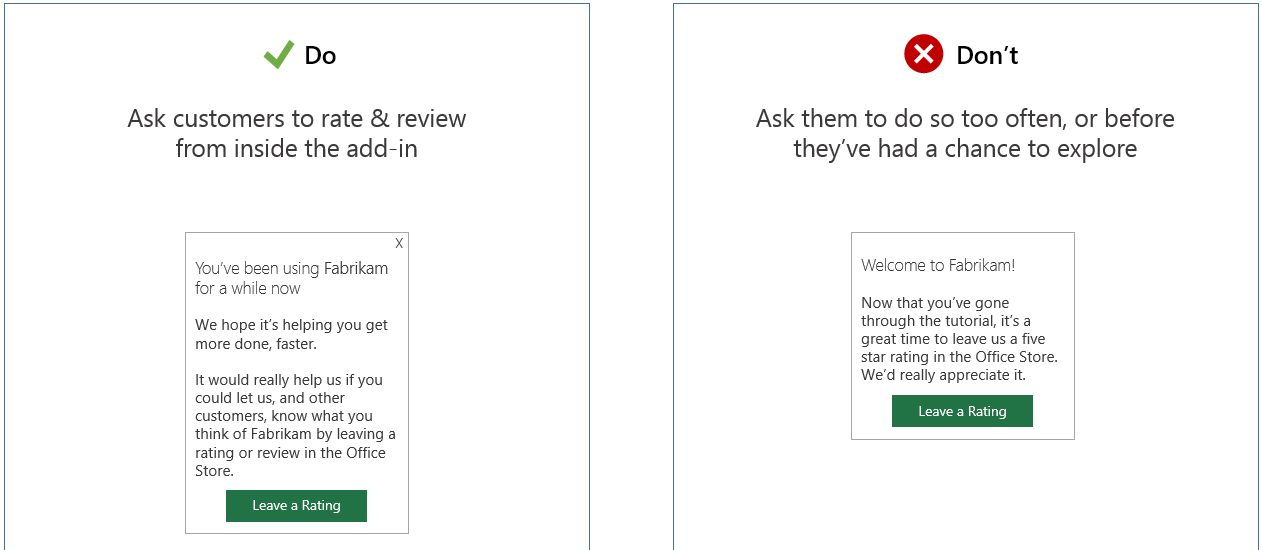 Do
Ask customers to rate & review
from inside the add-in
X
You've been using Fabrikam
for a while now
We hope it's helping you get
more done, faster.
It would really help us if you
could let us, and other
customers, know what you
think of Fabrikam by leaving a
rating or review in the Office
Store.
Leave a Rating
Don't
Ask them to do so too often, or before
they've had a chance to explore
Welcome to Fabrikam!
Now that you've gone
through the tutorial, it's a
great time to leave us a five
star rating in the Office Store.
We'd really appreciate it.
Leave a Rating